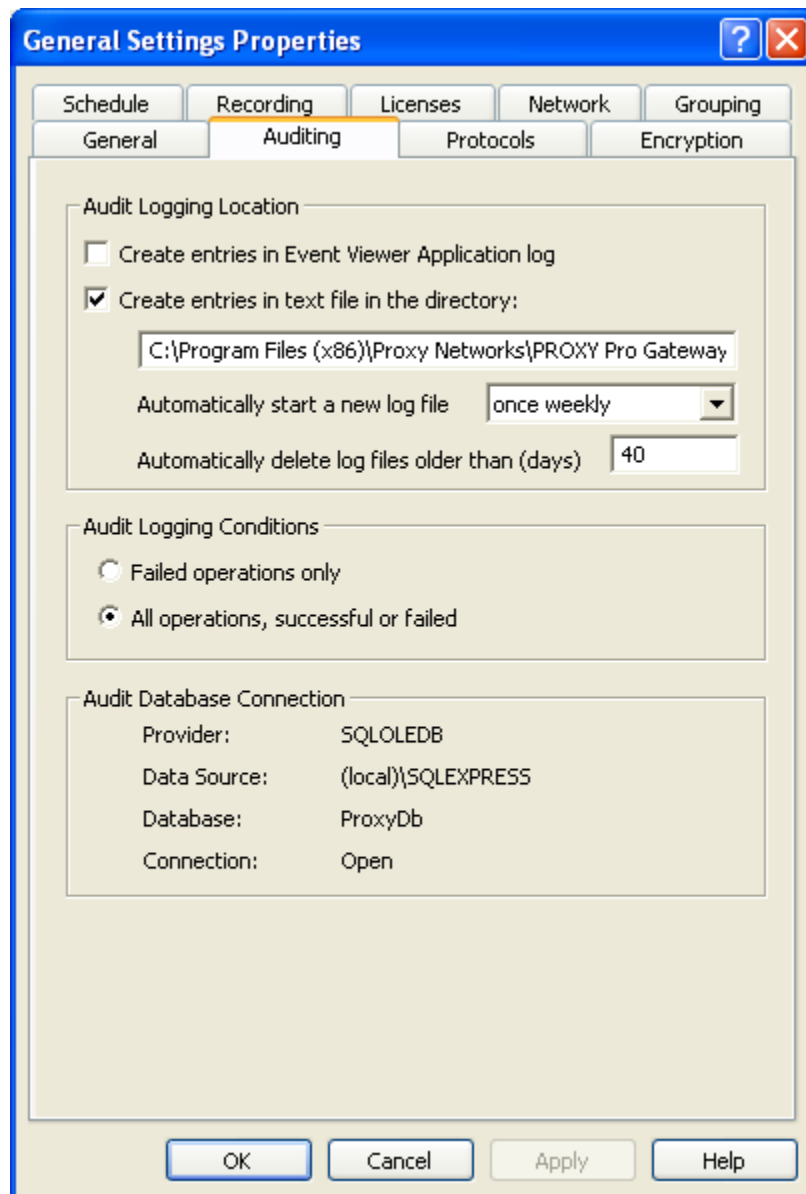 General Settings Properties
Schedule Recording Licenses Network Grouping
General Auditing Protocols Encryption
Audit Logging Location
Create entries in Event Viewer Application log
Create entries in text file in the directory:
C:\Program Files (x86)\Proxy Networks\PROXY Pro Gateway
Automatically start a new log file once weekly
Automatically delete log files older than (days) 40
Audit Logging Conditions
Failed operations only
All operations, successful or failed
Audit Database Connection
Provider: SQLOLEDB
Data Source: (local)\SQLEXPRESS
Database: ProxyDb
Connection: Open
OK Cancel Apply Help